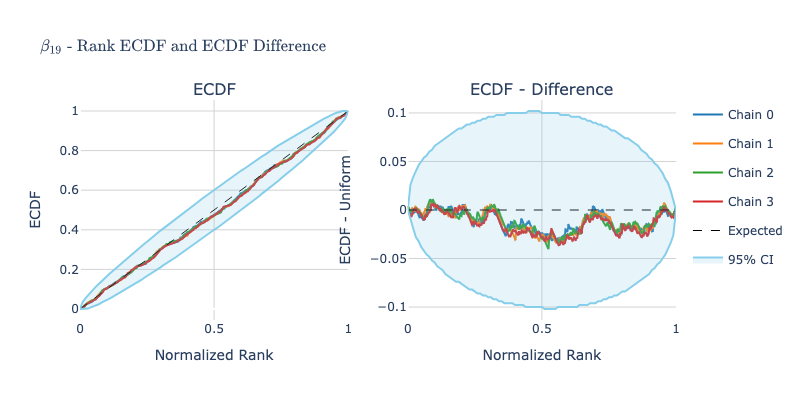 β₁₉ - Rank ECDF and ECDF Difference
ECDF
1
0.8
0.6
0.4
0.2
0
0
0.5
1
ECDF
Normalized Rank
ECDF - Difference
0.1
0.05
0
−0.05
−0.1
0
0.5
1
ECDF - Uniform
Normalized Rank
Chain 0
Chain 1
Chain 2
Chain 3
Expected
95% CI